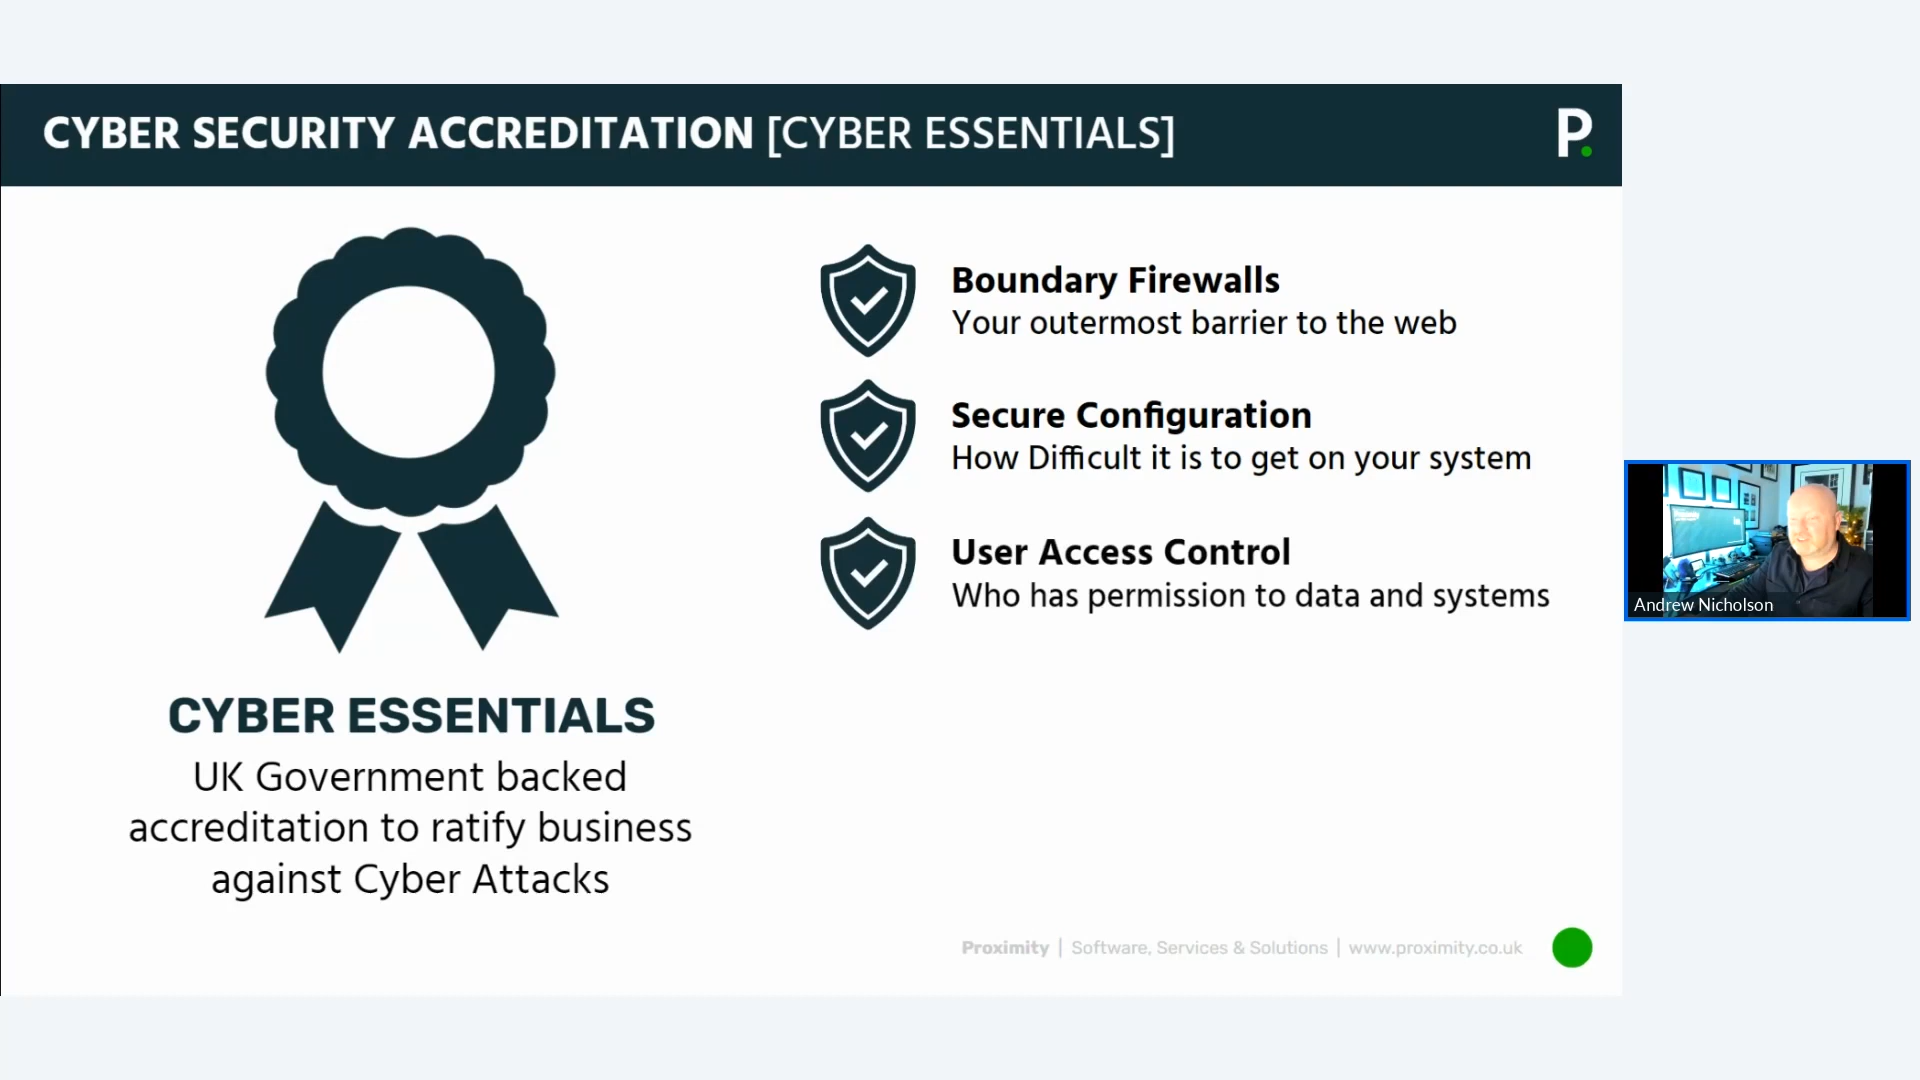 CYBER SECURITY ACCREDITATION [CYBER ESSENTIALS]
P.
CYBER ESSENTIALS
UK Government backed
accreditation to ratify business
against Cyber Attacks
Boundary Firewalls
Your outermost barrier to the web
Secure Configuration
How Difficult it is to get on your system
User Access Control
Who has permission to data and systems
Proximity | Software, Services & Solutions | www.proximity.co.uk
Andrew Nicholson